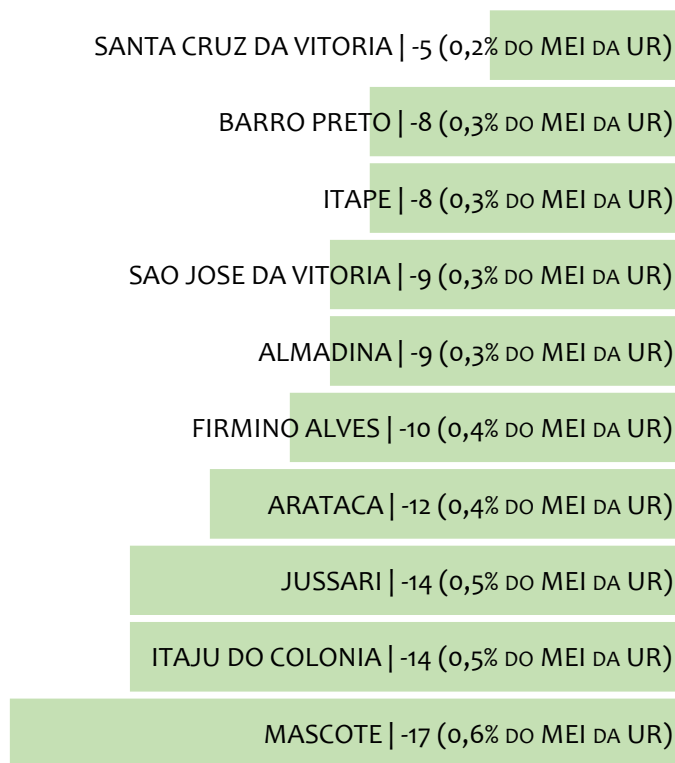 SANTA CRUZ DA VITORIA | -5 (0,2% DO MEI DA UR)
BARRO PRETO | -8 (0,3% DO MEI DA UR)
ITAPE | -8 (0,3% DO MEI DA UR)
SAO JOSE DA VITORIA | -9 (0,3% DO MEI DA UR)
ALMADINA | -9 (0,3% DO MEI DA UR)
FIRMINO ALVES | -10 (0,4% DO MEI DA UR)
ARATACA | -12 (0,4% DO MEI DA UR)
JUSSARI | -14 (0,5% DO MEI DA UR)
ITAJU DO COLONIA | -14 (0,5% DO MEI DA UR)
MASCOTE | -17 (0,6% DO MEI DA UR)